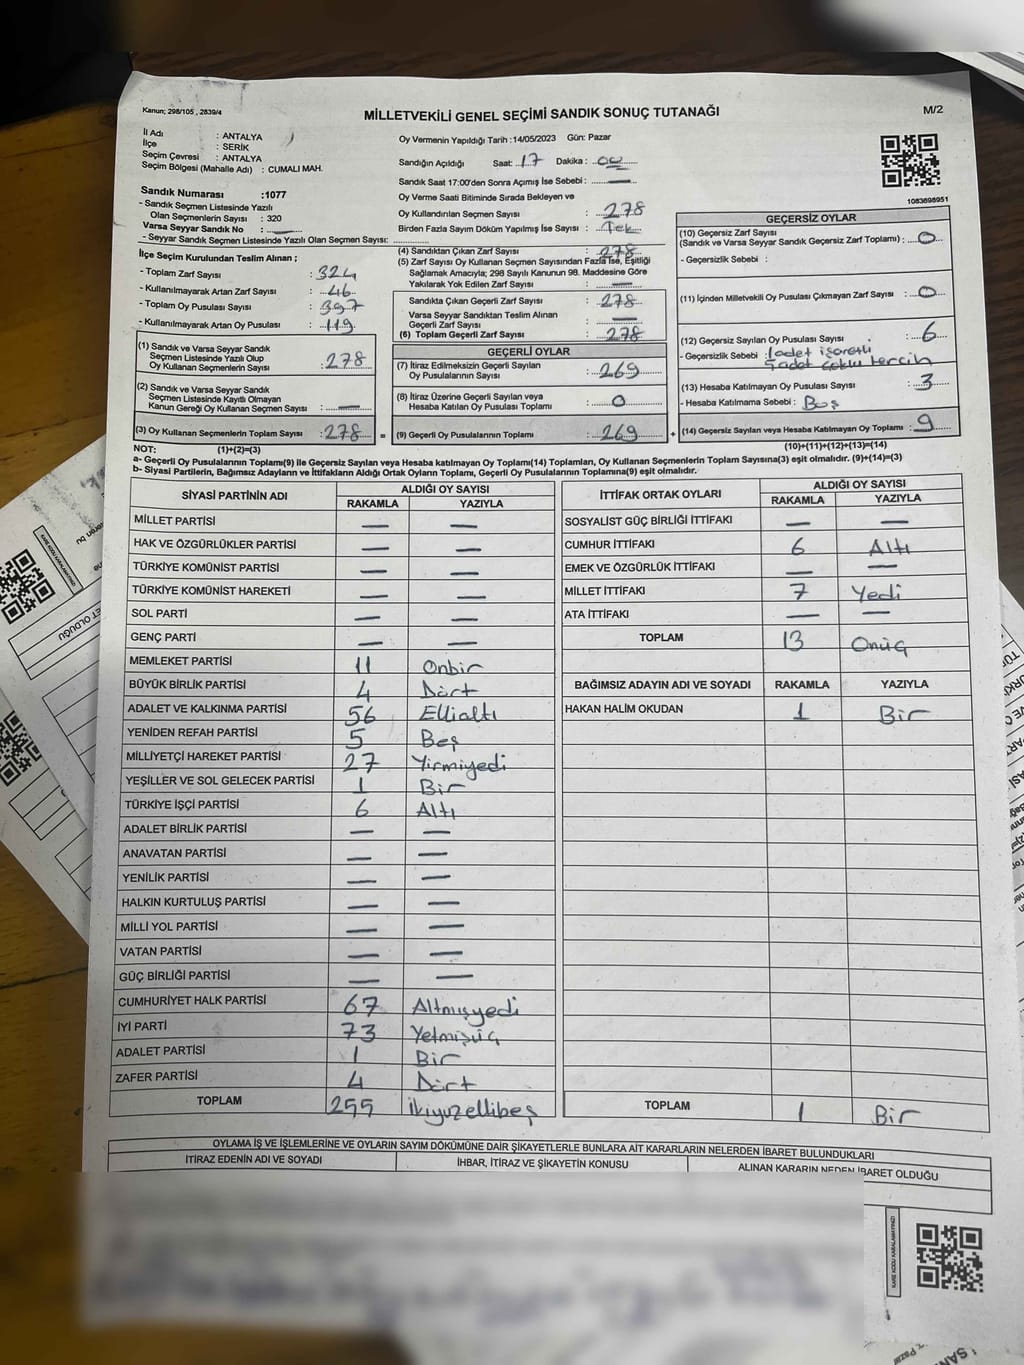 Kanun; 298/105 , 2839/4
MİLLETVEKİLİ GENEL SEÇİMİ SANDIK SONUÇ TUTANAĞI
M/2
İl Adı : ANTALYA
İlçe : SERİK
Seçim Çevresi : ANTALYA
Seçim Bölgesi (Mahalle Adı) : CUMALI MAH.
Oy Vermenin Yapıldığı Tarih :14/05/2023 Gün: Pazar
Sandığın Açıldığı Saat: 17 Dakika : 00
Sandık Saat 17:00'den Sonra Açımış İse Sebebi : —
Oy Verme Saati Bitiminde Sırada Bekleyen ve
Oy Kullandırılan Seçmen Sayısı : 278
Birden Fazla Sayım Döküm Yapılmış İse Sayısı : Tek
1083698951
Sandık Numarası :1077
- Sandık Seçmen Listesinde Yazılı
Olan Seçmenlerin Sayısı : 320
Varsa Seyyar Sandık No : —
- Seyyar Sandık Seçmen Listesinde Yazılı Olan Seçmen Sayısı:
İlçe Seçim Kurulundan Teslim Alınan ;
- Toplam Zarf Sayısı : 324
- Kullanılmayarak Artan Zarf Sayısı : 46
- Toplam Oy Pusulası Sayısı : 397
- Kullanılmayarak Artan Oy Pusulası : 119
(1) Sandık ve Varsa Seyyar Sandık
Seçmen Listesinde Yazılı Olup
Oy Kullanan Seçmenlerin Sayısı : 278
(2) Sandık ve Varsa Seyyar Sandık
Seçmen Listesinde Kayıtlı Olmayan
Kanun Gereği Oy Kullanan Seçmen Sayısı : —
(3) Oy Kullanan Seçmenlerin Toplam Sayısı : 278 =
(4) Sandıktan Çıkan Zarf Sayısı : 278
(5) Zarf Sayısı Oy Kullanan Seçmen Sayısından Fazla İse, Eşitliği
Sağlamak Amacıyla; 298 Sayılı Kanunun 98. Maddesine Göre
Yakılarak Yok Edilen Zarf Sayısı : —
Sandıkta Çıkan Geçerli Zarf Sayısı : 278
Varsa Seyyar Sandıktan Teslim Alınan
Geçerli Zarf Sayısı : —
(6) Toplam Geçerli Zarf Sayısı : 278
GEÇERLİ OYLAR
(7) İtiraz Edilmeksizin Geçerli Sayılan
Oy Pusulasının Sayısı : 269
(8) İtiraz Üzerine Geçerli Sayılan veya
Hesaba Katılan Oy Pusulası Toplamı : 0
(9) Geçerli Oy Pusulalarının Toplamı : 269 +
GEÇERSİZ OYLAR
(10) Geçersiz Zarf Sayısı
(Sandık ve Varsa Seyyar Sandık Geçersiz Zarf Toplamı) : 0
- Geçersizlik Sebebi :
(11) İçinden Milletvekili Oy Pusulası Çıkmayan Zarf Sayısı : 0
(12) Geçersiz Sayılan Oy Pusulası Sayısı : 6
- Geçersizlik Sebebi : 1 adet işaretli
5 adet çoklu tercih
(13) Hesaba Katılmayan Oy Pusulası Sayısı : 3
- Hesaba Katılmama Sebebi : Boş
(14) Geçersiz Sayılan veya Hesaba Katılmayan Oy Toplamı : 9
NOT: (1)+(2)=(3) (10)+(11)+(12)+(13)=(14)
a- Geçerli Oy Pusulalarının Toplamı(9) ile Geçersiz Sayılan veya Hesaba katılmayan Oy Toplamı(14) Toplamları, Oy Kullanan Seçmenlerin Toplam Sayısına(3) eşit olmalıdır. (9)+(14)=(3)
b- Siyasi Partilerin, Bağımsız Adayların ve İttifakların Aldığı Ortak Oyların Toplamı, Geçerli Oy Pusulalarının Toplamına(9) eşit olmalıdır.
SİYASİ PARTİNİN ADI ALDIĞI OY SAYISI
RAKAMLA YAZIYLA
MİLLET PARTİSİ — —
HAK VE ÖZGÜRLÜKLER PARTİSİ — —
TÜRKİYE KOMÜNİST PARTİSİ — —
TÜRKİYE KOMÜNİST HAREKETİ — —
SOL PARTİ — —
GENÇ PARTİ — —
MEMLEKET PARTİSİ 11 Onbir
BÜYÜK BİRLİK PARTİSİ 4 Dört
ADALET VE KALKINMA PARTİSİ 56 Ellialtı
YENİDEN REFAH PARTİSİ 5 Beş
MİLLİYETÇİ HAREKET PARTİSİ 27 Yirmiyedi
YEŞİLLER VE SOL GELECEK PARTİSİ 1 Bir
TÜRKİYE İŞÇİ PARTİSİ 6 Altı
ADALET BİRLİK PARTİSİ — —
ANAVATAN PARTİSİ — —
YENİLİK PARTİSİ — —
HALKIN KURTULUŞ PARTİSİ — —
MİLLİ YOL PARTİSİ — —
VATAN PARTİSİ — —
GÜÇ BİRLİĞİ PARTİSİ — —
CUMHURİYET HALK PARTİSİ 67 Altmışyedi
İYİ PARTİ 73 Yetmişüç
ADALET PARTİSİ 1 Bir
ZAFER PARTİSİ 4 Dört
TOPLAM 255 İkiyüzellibeş
İTTİFAK ORTAK OYLARI ALDIĞI OY SAYISI
RAKAMLA YAZIYLA
SOSYALİST GÜÇ BİRLİĞİ İTTİFAKI — —
CUMHUR İTTİFAKI 6 Altı
EMEK VE ÖZGÜRLÜK İTTİFAKI — —
MİLLET İTTİFAKI 7 Yedi
ATA İTTİFAKI — —
TOPLAM 13 Onüç
BAĞIMSIZ ADAYIN ADI VE SOYADI RAKAMLA YAZIYLA
HAKAN HALİM OKUDAN 1 Bir
TOPLAM 1 Bir
OYLAMA İŞ VE İŞLEMLERİNE VE OYLARIN SAYIM DÖKÜMÜNE DAİR ŞİKAYETLERLE BUNLARA AİT KARARLARIN NELERDEN İBARET BULUNDUKLARI
İTİRAZ EDENİN ADI VE SOYADI İHBAR, İTİRAZ VE ŞİKAYETİN KONUSU ALINAN KARARIN NEDEN İBARET OLDUĞU
KARE KODU KARALAMAYINIZ!